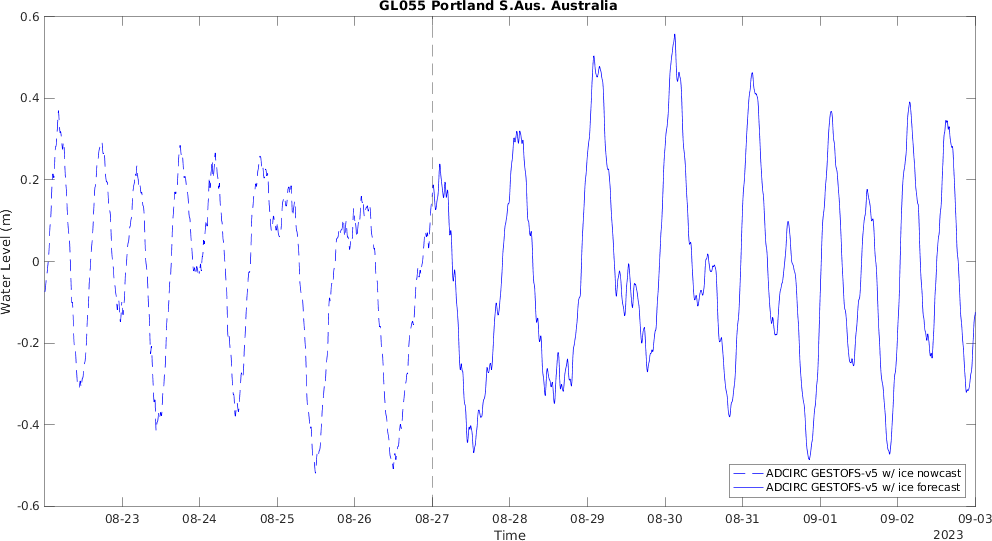 GL055 Portland S.Aus. Australia
0.6
0.4
0.2
0
-0.2
-0.4
-0.6
Water Level (m)
ADCIRC GESTOFS-v5 w/ ice nowcast
ADCIRC GESTOFS-v5 w/ ice forecast
08-23 08-24 08-25 08-26 08-27 08-28 08-29 08-30 08-31 09-01 09-02 09-03
Time
2023